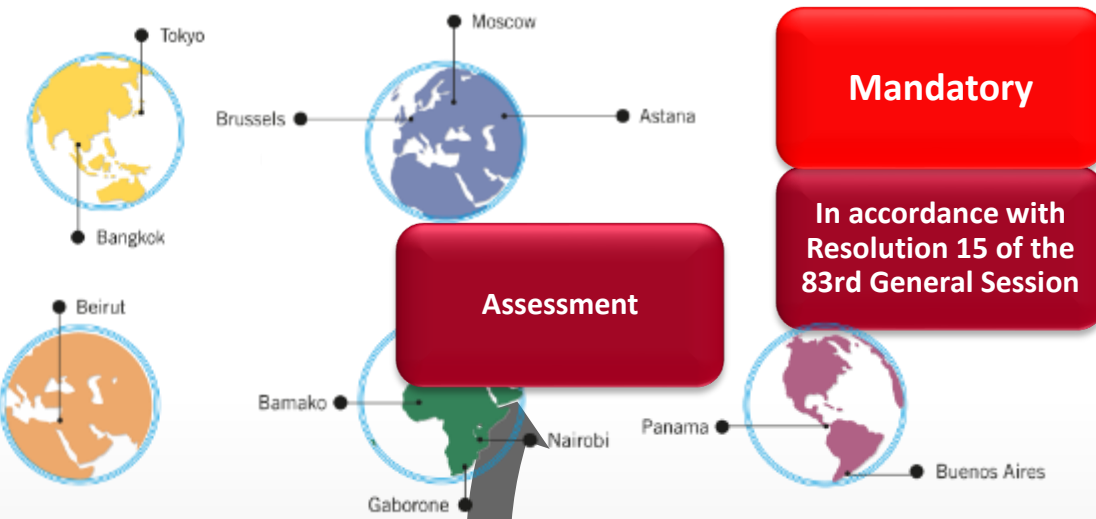 Tokyo
Moscow
Mandatory
Brussels
Astana
In accordance with
Resolution 15 of the
83rd General Session
Bangkok
Assessment
Beirut
Bamako
Nairobi
Panama
Buenos Aires
Gaborone